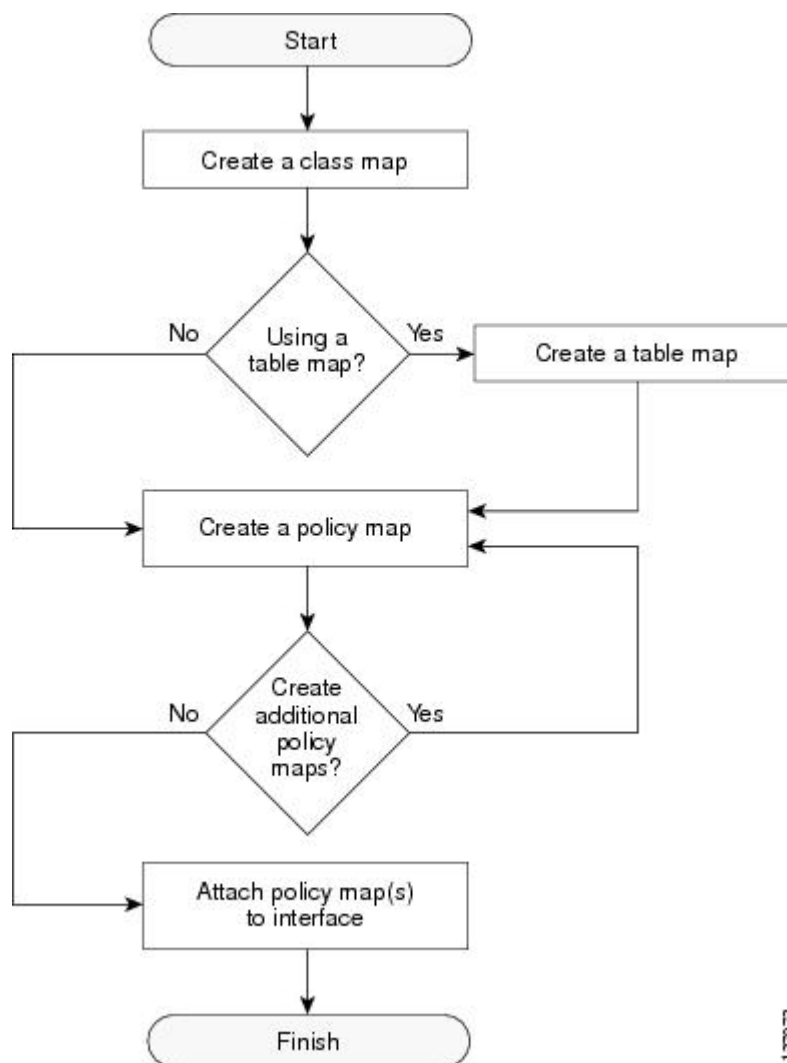 Start
Create a class map
No
Using a
table map?
Yes
Create a table map
Create a policy map
No
Create
additional
policy
maps?
Yes
Attach policy map(s)
to interface
Finish